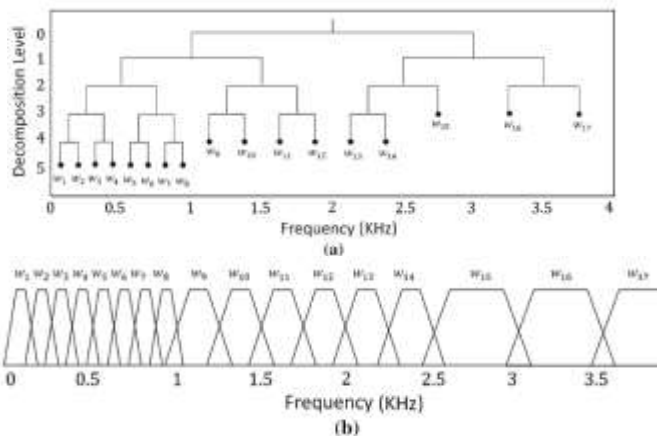 Decomposition Level
0
1
2
3
4
5
w₁ w₂ w₃ w₄ w₅ w₆ w₇ w₈
w₉ w₁₀ w₁₁ w₁₂ w₁₃ w₁₄
w₁₅ w₁₆ w₁₇
0 0.5 1 1.5 2 2.5 3 3.5 4
Frequency (KHz)
(a)
w₁ w₂ w₃ w₄ w₅ w₆ w₇ w₈ w₉ w₁₀ w₁₁ w₁₂ w₁₃ w₁₄ w₁₅ w₁₆ w₁₇
0 0.5 1 1.5 2 2.5 3 3.5
Frequency (KHz)
(b)